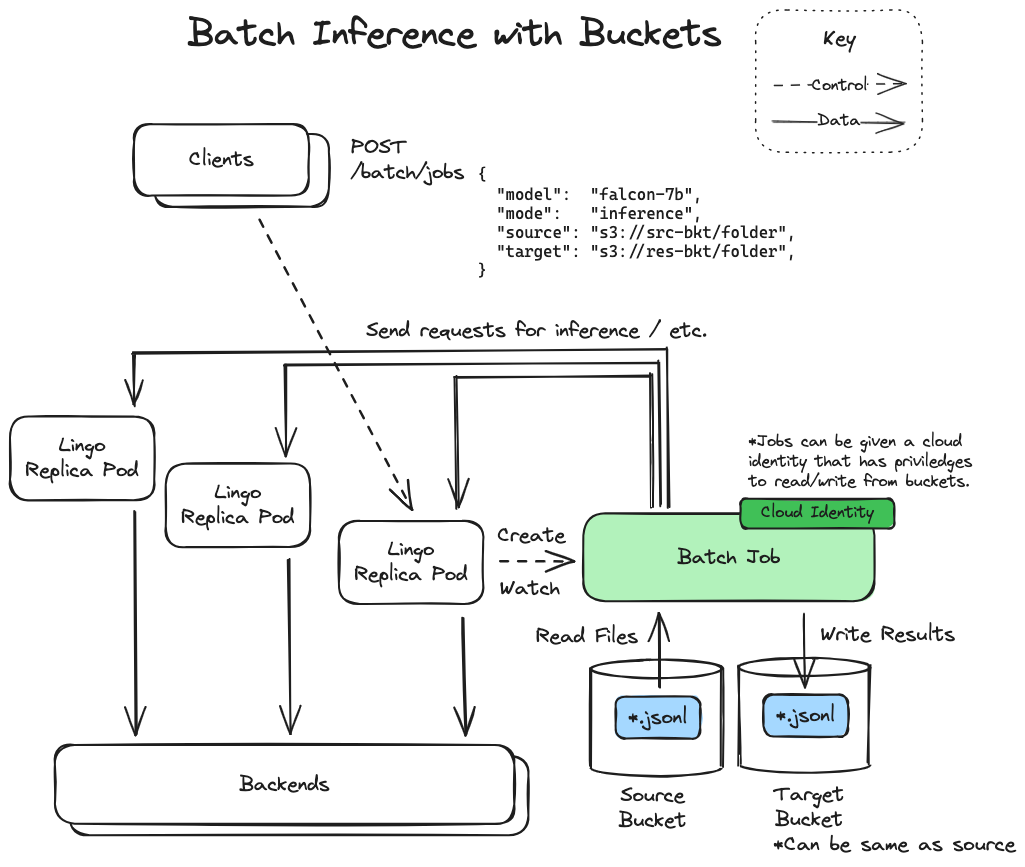 Batch Inference with Buckets
Key
Control
Data
Clients
POST
/batch/jobs {
"model": "falcon-7b",
"mode": "inference",
"source": "s3://src-bkt/folder",
"target": "s3://res-bkt/folder",
}
Send requests for inference / etc.
Lingo
Replica Pod
Lingo
Replica Pod
Lingo
Replica Pod
Create
Watch
*Jobs can be given a cloud
identity that has priviledges
to read/write from buckets.
Cloud Identity
Batch Job
Read Files
Write Results
*.jsonl
*.jsonl
Backends
Source
Bucket
Target
Bucket
*Can be same as source